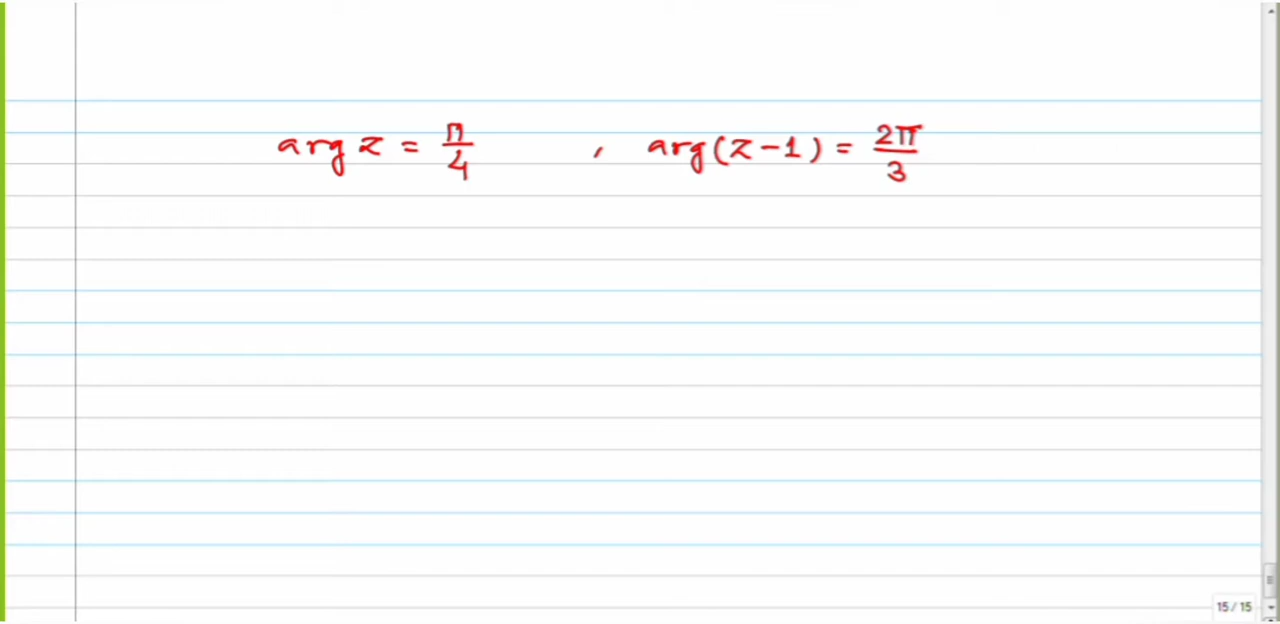 arg z = π/4 , arg(z-1) = 2π/3
15 / 15